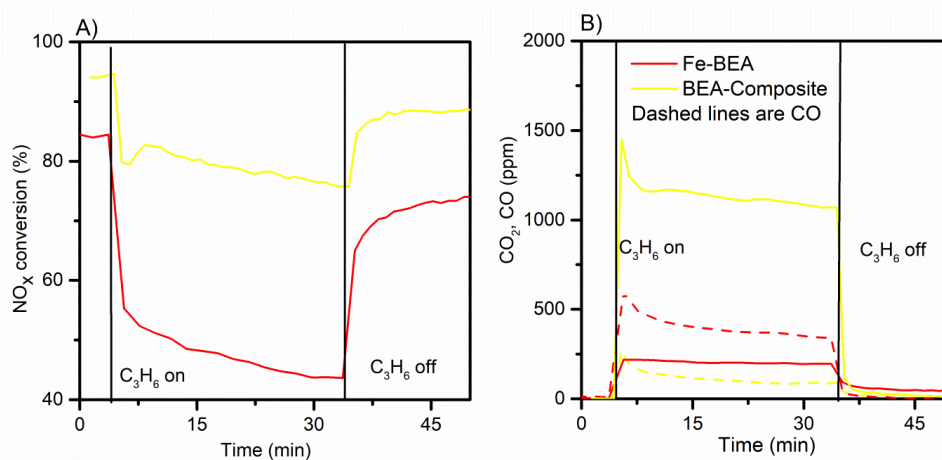 A)
100
80
60
40
NOX conversion (%)
C3H6 on
C3H6 off
0
15
30
45
Time (min)
B)
2000
1500
1000
500
0
CO2, CO (ppm)
Fe-BEA
BEA-Composite
Dashed lines are CO
C3H6 on
C3H6 off
0
15
30
45
Time (min)